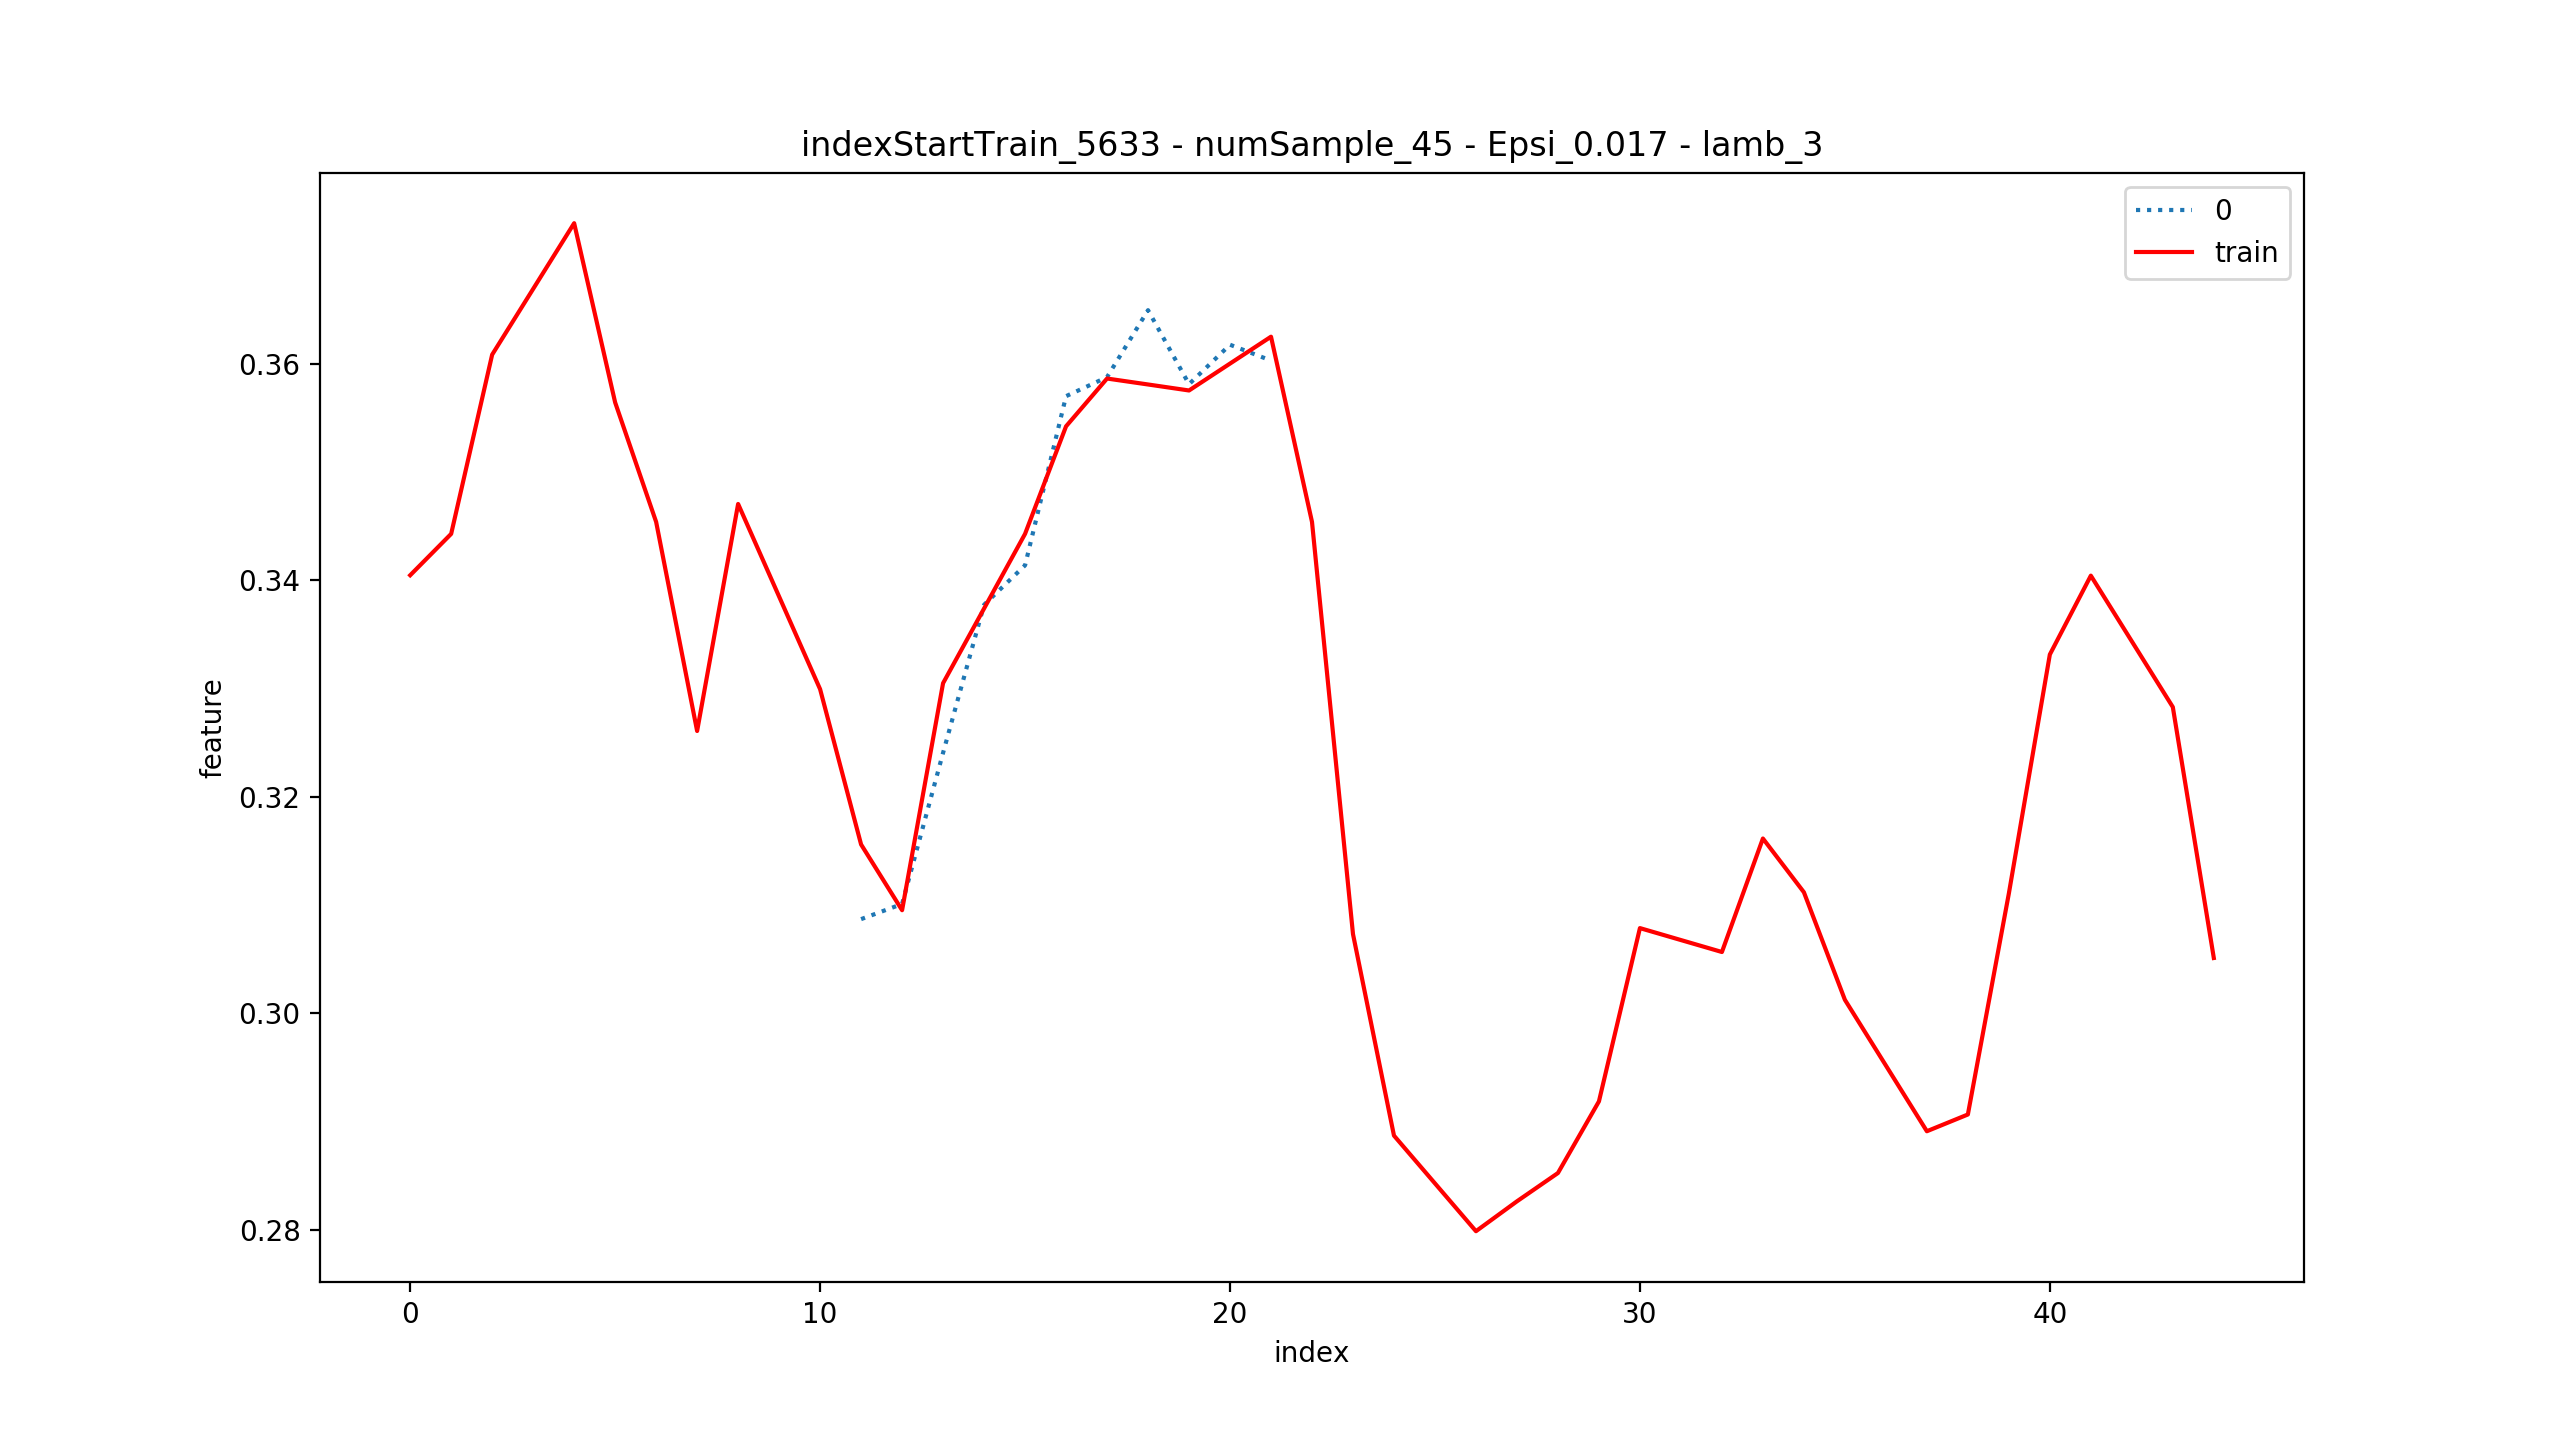 indexStartTrain_5633 - numSample_45 - Epsi_0.017 - lamb_3
0
train
0.36
0.34
0.32
0.30
0.28
feature
0 10 20 30 40
index